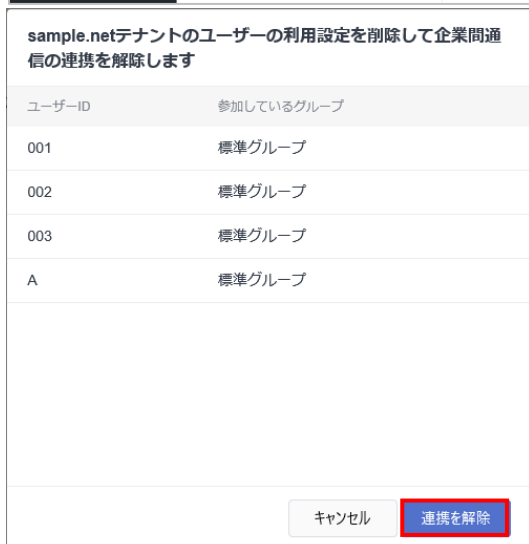 sample.netテナントのユーザーの利用設定を削除して企業間通
信の連携を解除します
ユーザーID 参加しているグループ
001 標準グループ
002 標準グループ
003 標準グループ
A 標準グループ
キャンセル 連携を解除